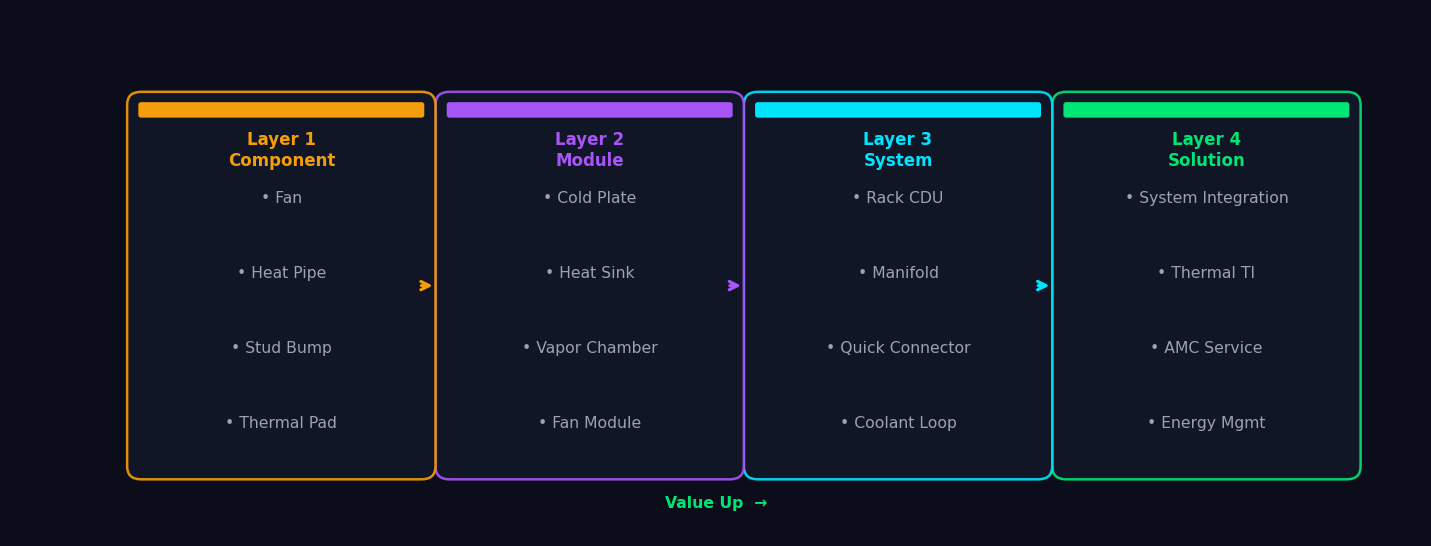 Layer 1
Component
• Fan
• Heat Pipe
• Stud Bump
• Thermal Pad
Layer 2
Module
• Cold Plate
• Heat Sink
• Vapor Chamber
• Fan Module
Layer 3
System
• Rack CDU
• Manifold
• Quick Connector
• Coolant Loop
Layer 4
Solution
• System Integration
• Thermal TI
• AMC Service
• Energy Mgmt
Value Up →